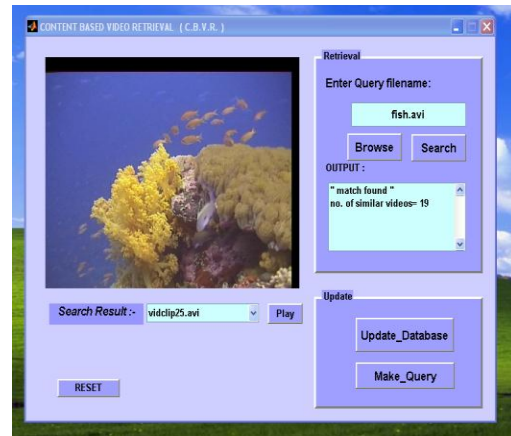 CONTENT BASED VIDEO RETRIEVAL ( C.B.V.R. )
Retrieval
Enter Query filename:
fish.avi
Browse
Search
OUTPUT :
" match found "
no. of similar videos= 19
Search Result :-
vidclip25.avi
Play
RESET
Update
Update_Database
Make_Query